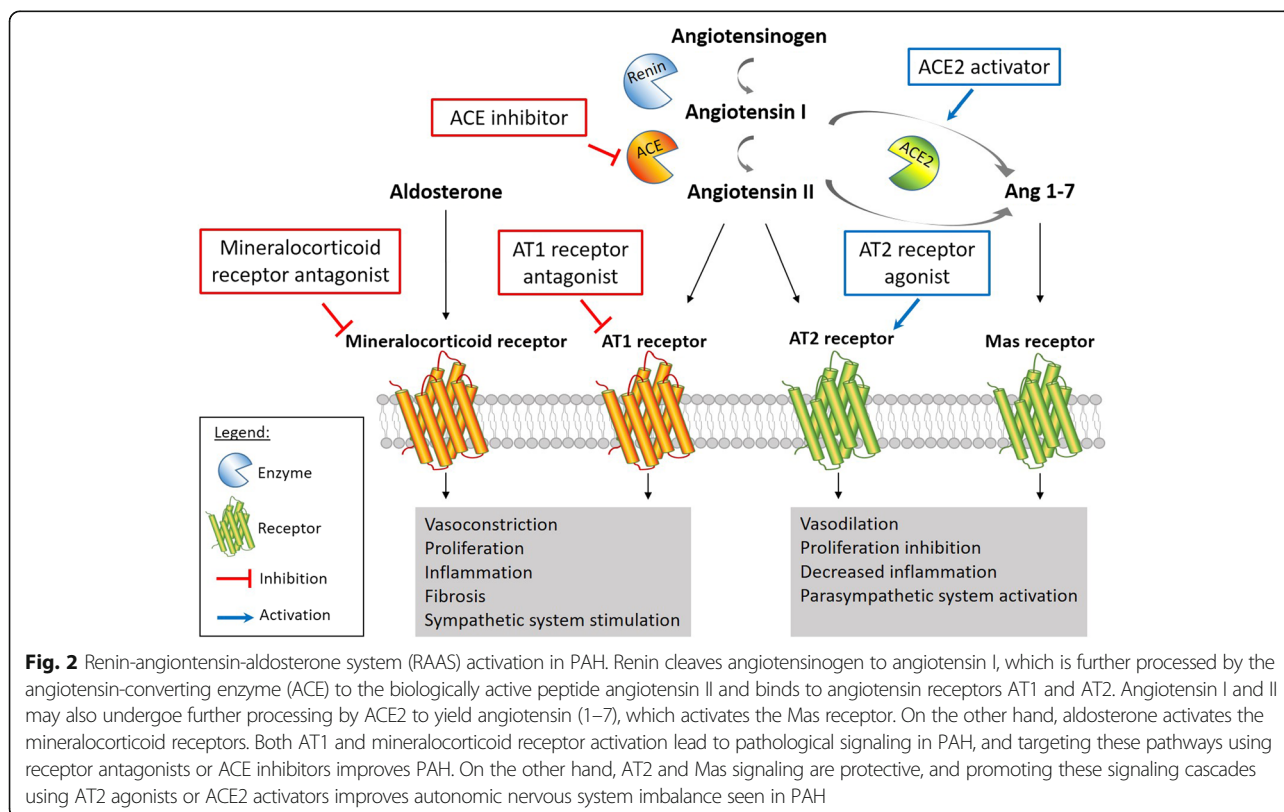 Angiotensinogen
Renin
ACE2 activator
Angiotensin I
ACE inhibitor
ACE
ACE2
Aldosterone
Angiotensin II
Ang 1-7
Mineralocorticoid
receptor antagonist
AT1 receptor
antagonist
AT2 receptor
agonist
Mineralocorticoid receptor
AT1 receptor
AT2 receptor
Mas receptor
Legend:
Enzyme
Receptor
Inhibition
Activation
Vasoconstriction
Proliferation
Inflammation
Fibrosis
Sympathetic system stimulation
Vasodilation
Proliferation inhibition
Decreased inflammation
Parasympathetic system activation
Fig. 2 Renin-angiontensin-aldosterone system (RAAS) activation in PAH. Renin cleaves angiotensinogen to angiotensin I, which is further processed by the
angiotensin-converting enzyme (ACE) to the biologically active peptide angiotensin II and binds to angiotensin receptors AT1 and AT2. Angiotensin I and II
may also undergoe further processing by ACE2 to yield angiotensin (1–7), which activates the Mas receptor. On the other hand, aldosterone activates the
mineralocorticoid receptors. Both AT1 and mineralocorticoid receptor activation lead to pathological signaling in PAH, and targeting these pathways using
receptor antagonists or ACE inhibitors improves PAH. On the other hand, AT2 and Mas signaling are protective, and promoting these signaling cascades
using AT2 agonists or ACE2 activators improves autonomic nervous system imbalance seen in PAH